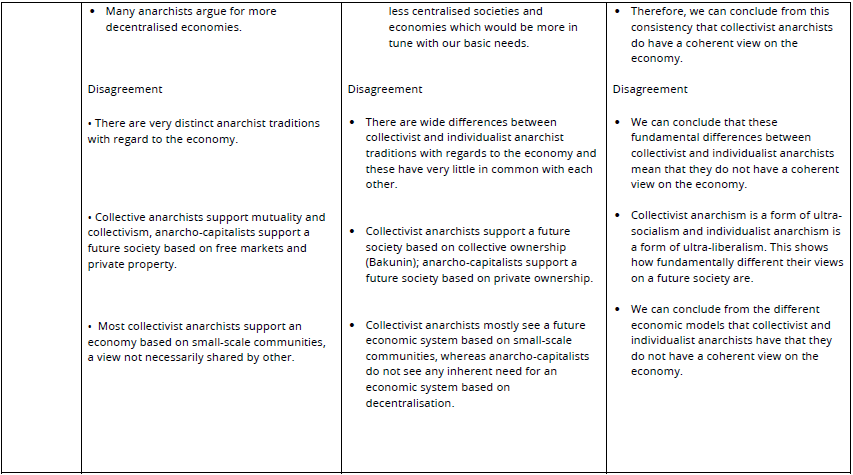 • Many anarchists argue for more
decentralised economies.
Disagreement
• There are very distinct anarchist traditions
with regard to the economy.
• Collective anarchists support mutuality and
collectivism, anarcho-capitalists support a
future society based on free markets and
private property.
• Most collectivist anarchists support an
economy based on small-scale communities,
a view not necessarily shared by other.
less centralised societies and
economies which would be more in
tune with our basic needs.
Disagreement
• There are wide differences between
collectivist and individualist anarchist
traditions with regards to the economy and
these have very little in common with each
other.
• Collectivist anarchists support a future
society based on collective ownership
(Bakunin); anarcho-capitalists support a
future society based on private ownership.
• Collectivist anarchists mostly see a future
economic system based on small-scale
communities, whereas anarcho-capitalists
do not see any inherent need for an
economic system based on
decentralisation.
• Therefore, we can conclude from this
consistency that collectivist anarchists
do have a coherent view on the
economy.
Disagreement
• We can conclude that these
fundamental differences between
collectivist and individualist anarchists
mean that they do not have a coherent
view on the economy.
• Collectivist anarchism is a form of ultra-
socialism and individualist anarchism is
a form of ultra-liberalism. This shows
how fundamentally different their views
on a future society are.
• We can conclude from the different
economic models that collectivist and
individualist anarchists have that they
do not have a coherent view on the
economy.